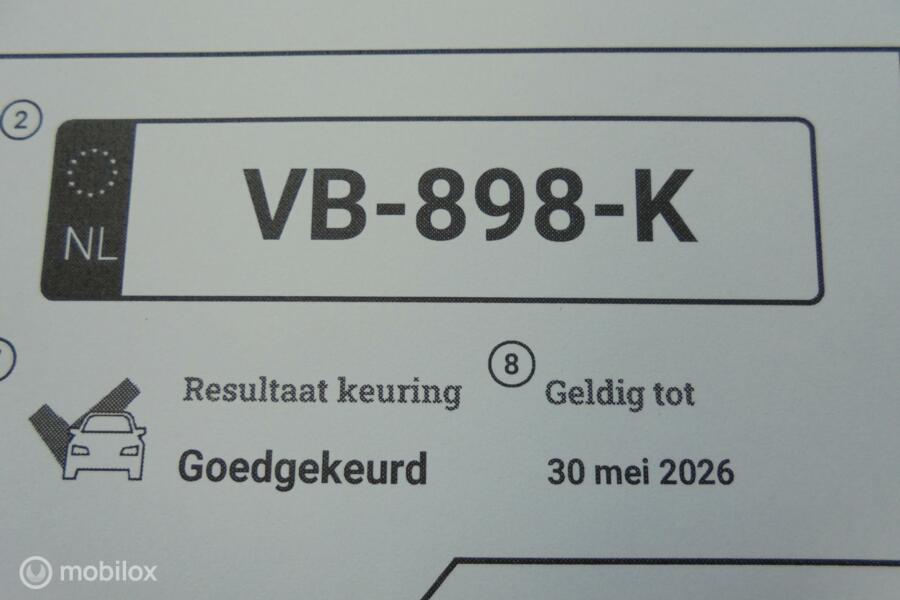 2
NL
VB-898-K
8
Resultaat keuring
Geldig tot
Goedgekeurd
30 mei 2026
mobilox